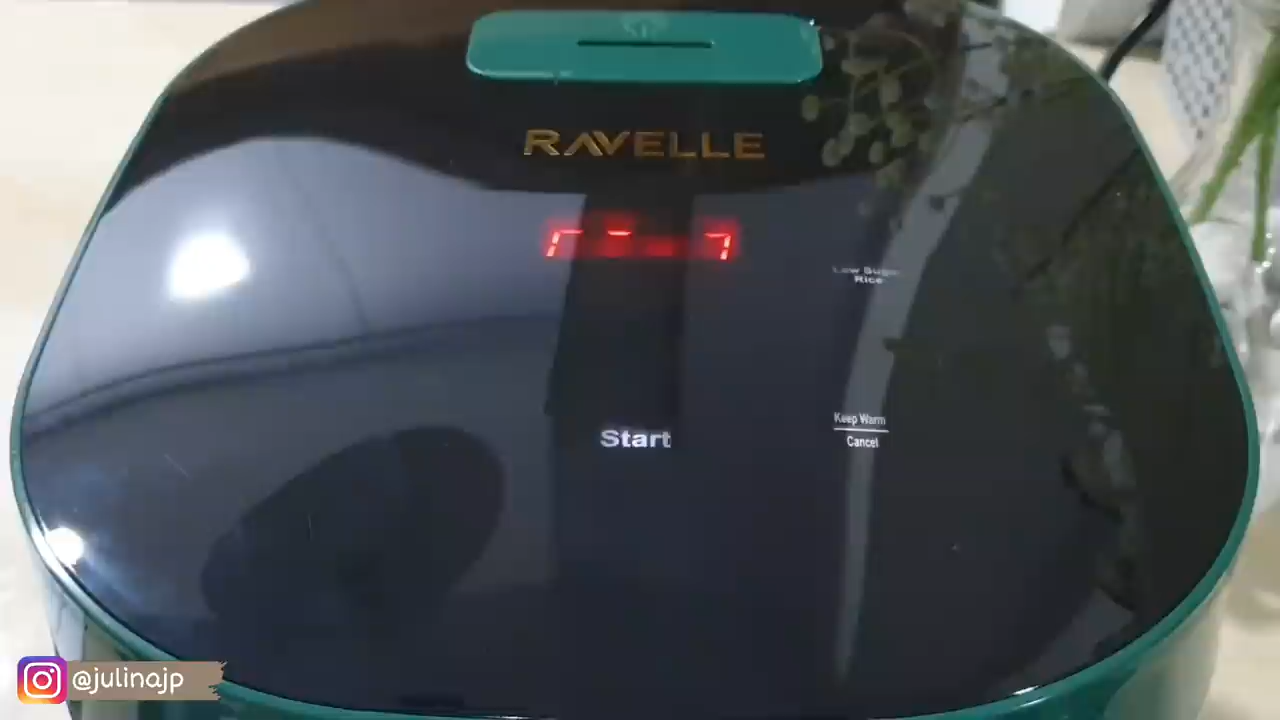 RAVELLE
Low Sugar
Rice
Start
Keep Warm
Cancel
@julinajp